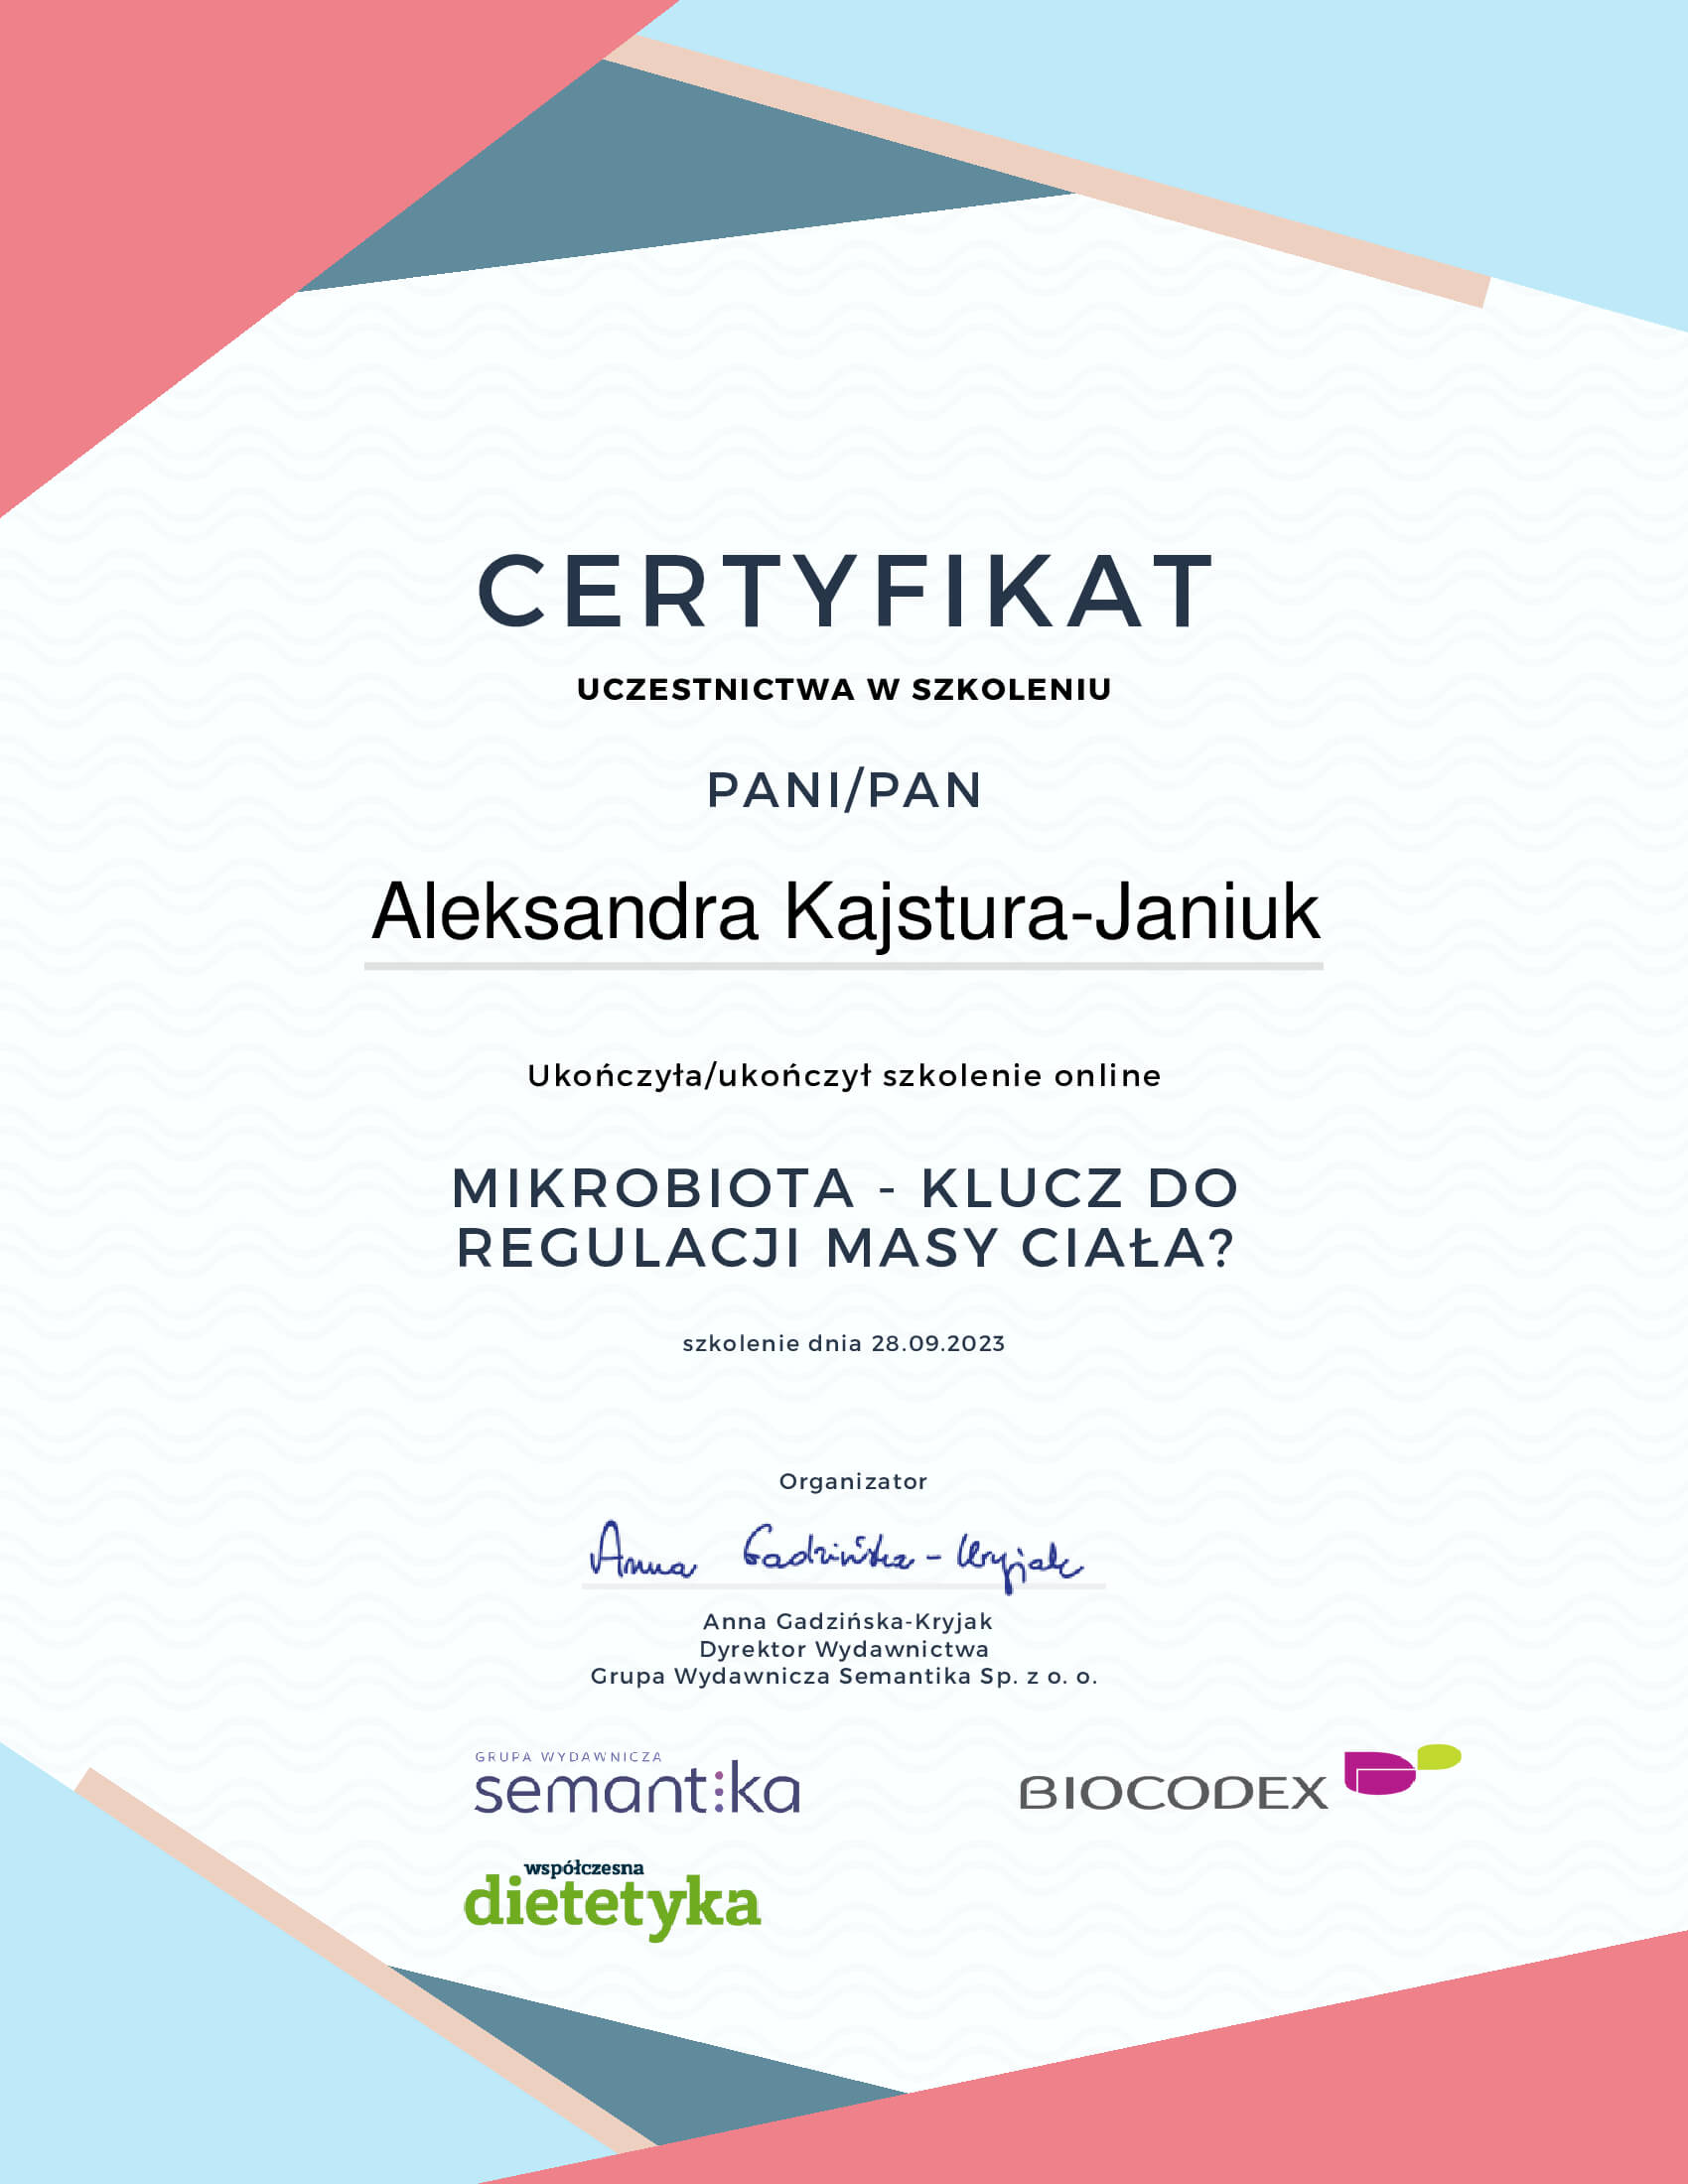 CERTYFIKAT
UCZESTNICTWA W SZKOLENIU
PANI/PAN
Aleksandra Kajstura-Janiuk
Ukończyła/ukończył szkolenie online
MIKROBIOTA - KLUCZ DO
REGULACJI MASY CIAŁA?
szkolenie dnia 28.09.2023
Organizator
Anna Gadzińska-Kryjak
Anna Gadzińska-Kryjak
Dyrektor Wydawnictwa
Grupa Wydawnicza Semantika Sp. z o. o.
GRUPA WYDAWNICZA
semantika
BIOCODEX
współczesna
dietetyka